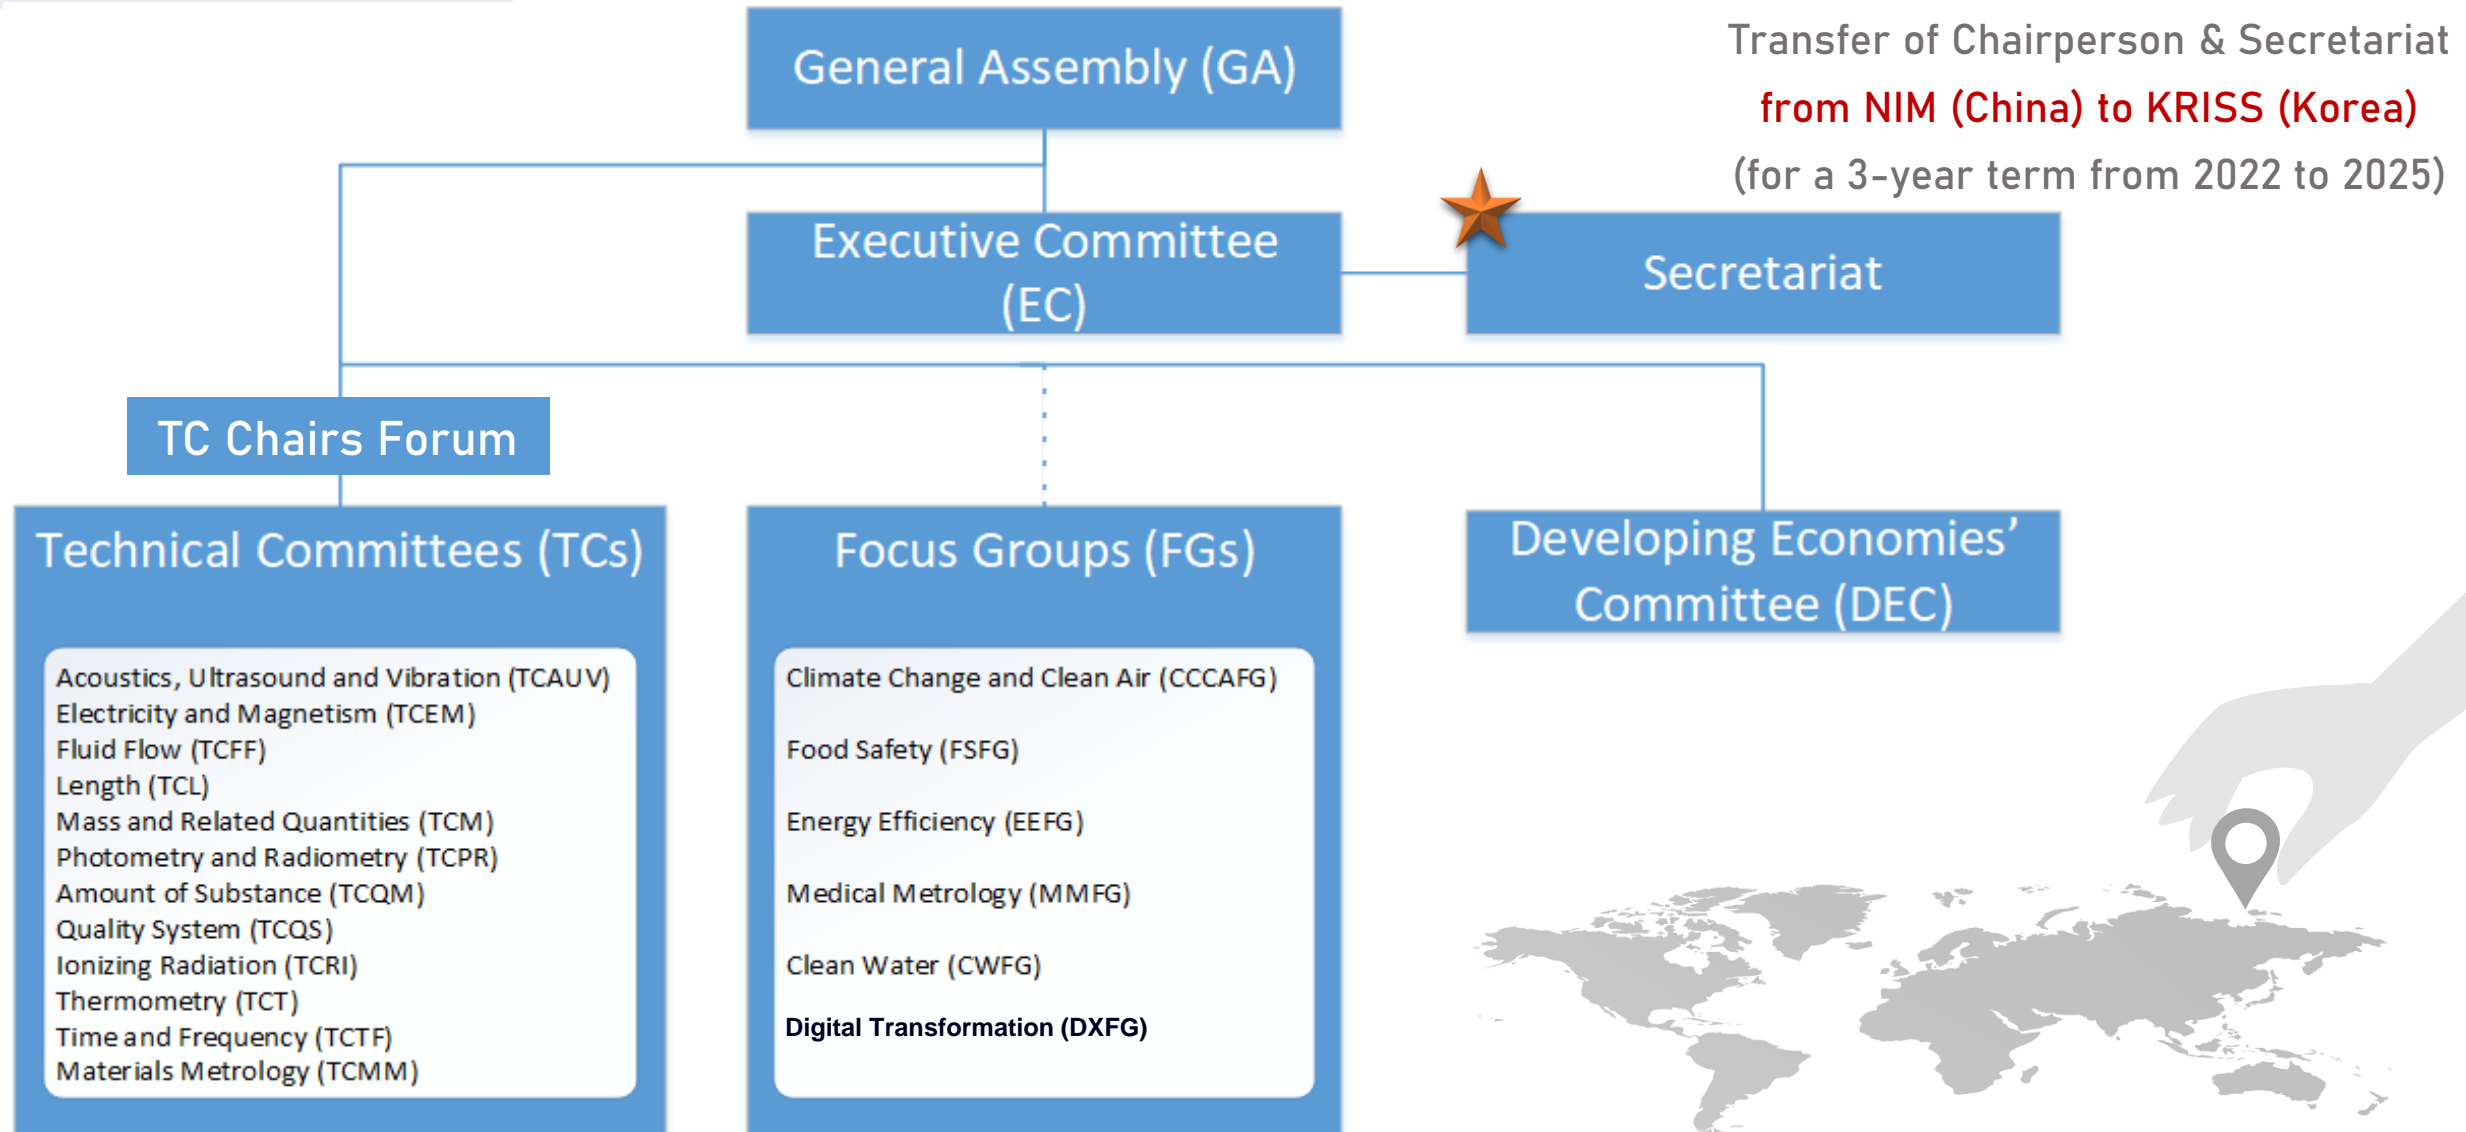 General Assembly (GA)
Transfer of Chairperson & Secretariat
from NIM (China) to KRISS (Korea)
(for a 3-year term from 2022 to 2025)
Executive Committee
(EC)
Secretariat
TC Chairs Forum
Technical Committees (TCs)
Acoustics, Ultrasound and Vibration (TCAUV)
Electricity and Magnetism (TCEM)
Fluid Flow (TCFF)
Length (TCL)
Mass and Related Quantities (TCM)
Photometry and Radiometry (TCPR)
Amount of Substance (TCQM)
Quality System (TCQS)
Ionizing Radiation (TCRI)
Thermometry (TCT)
Time and Frequency (TCTF)
Materials Metrology (TCMM)
Focus Groups (FGs)
Climate Change and Clean Air (CCCAFG)
Food Safety (FSFG)
Energy Efficiency (EEFG)
Medical Metrology (MMFG)
Clean Water (CWFG)
Digital Transformation (DXFG)
Developing Economies’
Committee (DEC)